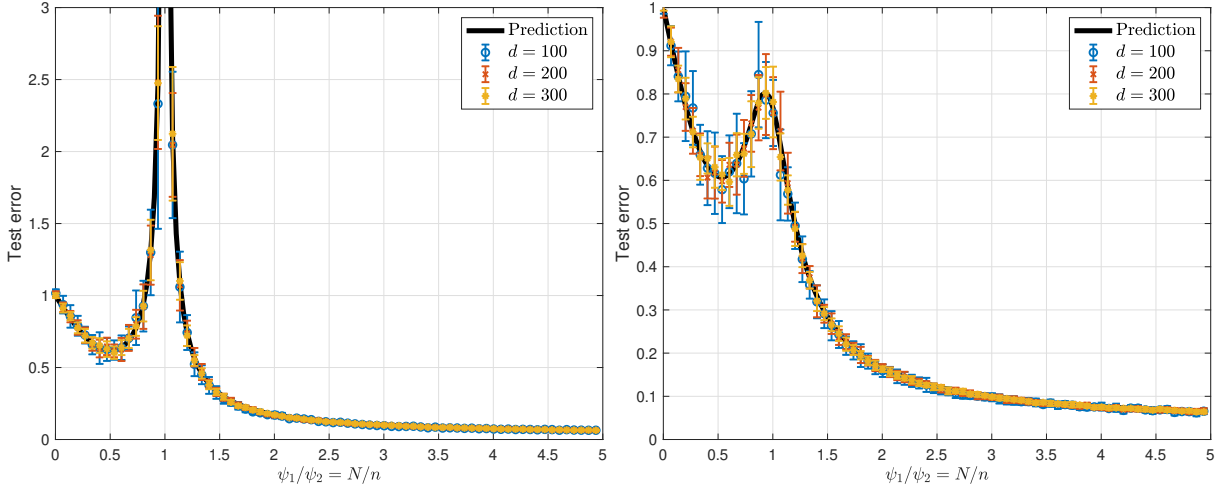 3
2.5
2
1.5
1
0.5
0
Test error
0 0.5 1 1.5 2 2.5 3 3.5 4 4.5 5
ψ₁/ψ₂ = N/n
Prediction
d = 100
d = 200
d = 300
1
0.9
0.8
0.7
0.6
0.5
0.4
0.3
0.2
0.1
0
Test error
0 0.5 1 1.5 2 2.5 3 3.5 4 4.5 5
ψ₁/ψ₂ = N/n
Prediction
d = 100
d = 200
d = 300